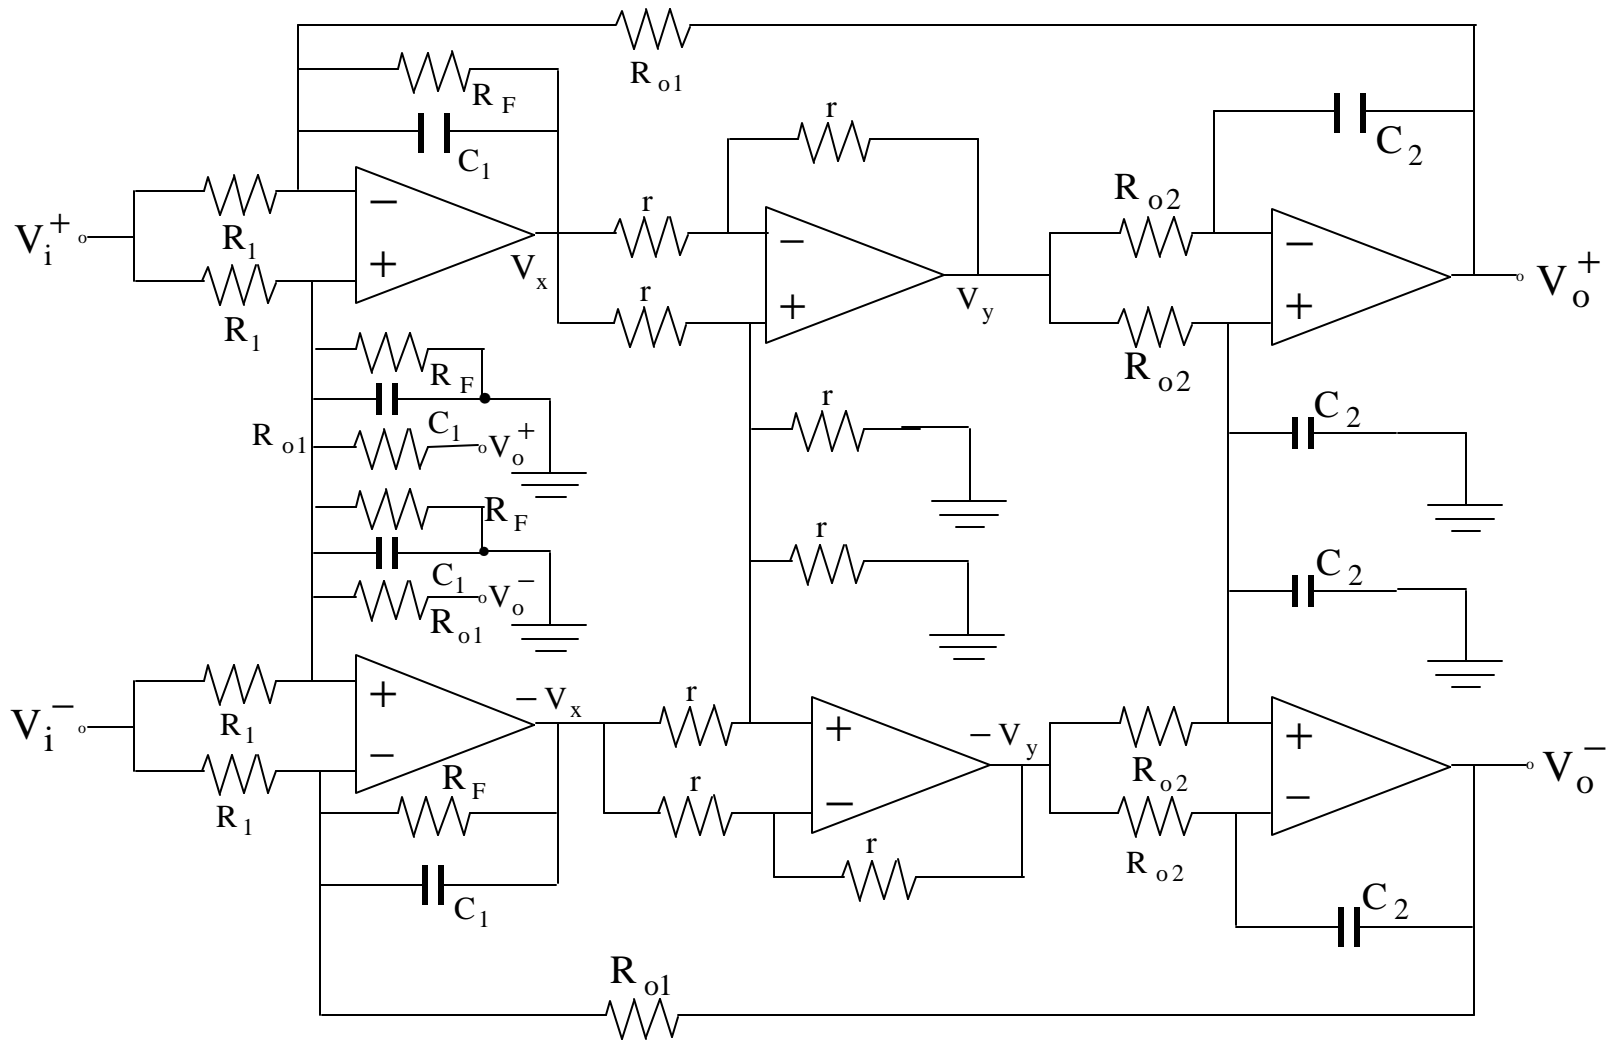 R o1
R F
C 1
r
C 2
R 1
V i +
−
+
V x
r
r
−
+
V y
R o2
−
+
V o +
R 1
R o2
R F
C 1
R o1
V o +
r
C 2
R F
C 1
V o −
R o1
r
C 2
V i −
R 1
+
−
− V x
r
r
+
−
− V y
R o2
+
−
V o −
R 1
R F
r
R o2
C 1
C 2
R o1